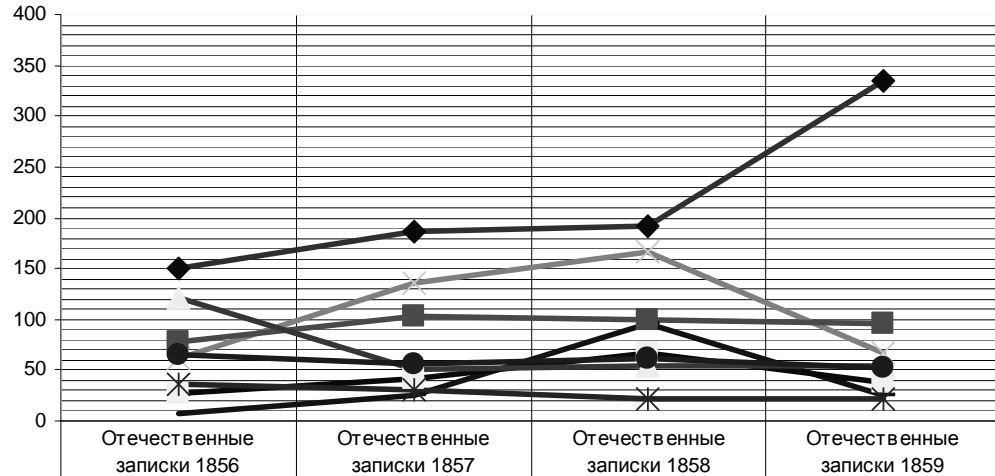 400
350
300
250
200
150
100
50
0
Отечественные записки 1856
Отечественные записки 1857
Отечественные записки 1858
Отечественные записки 1859